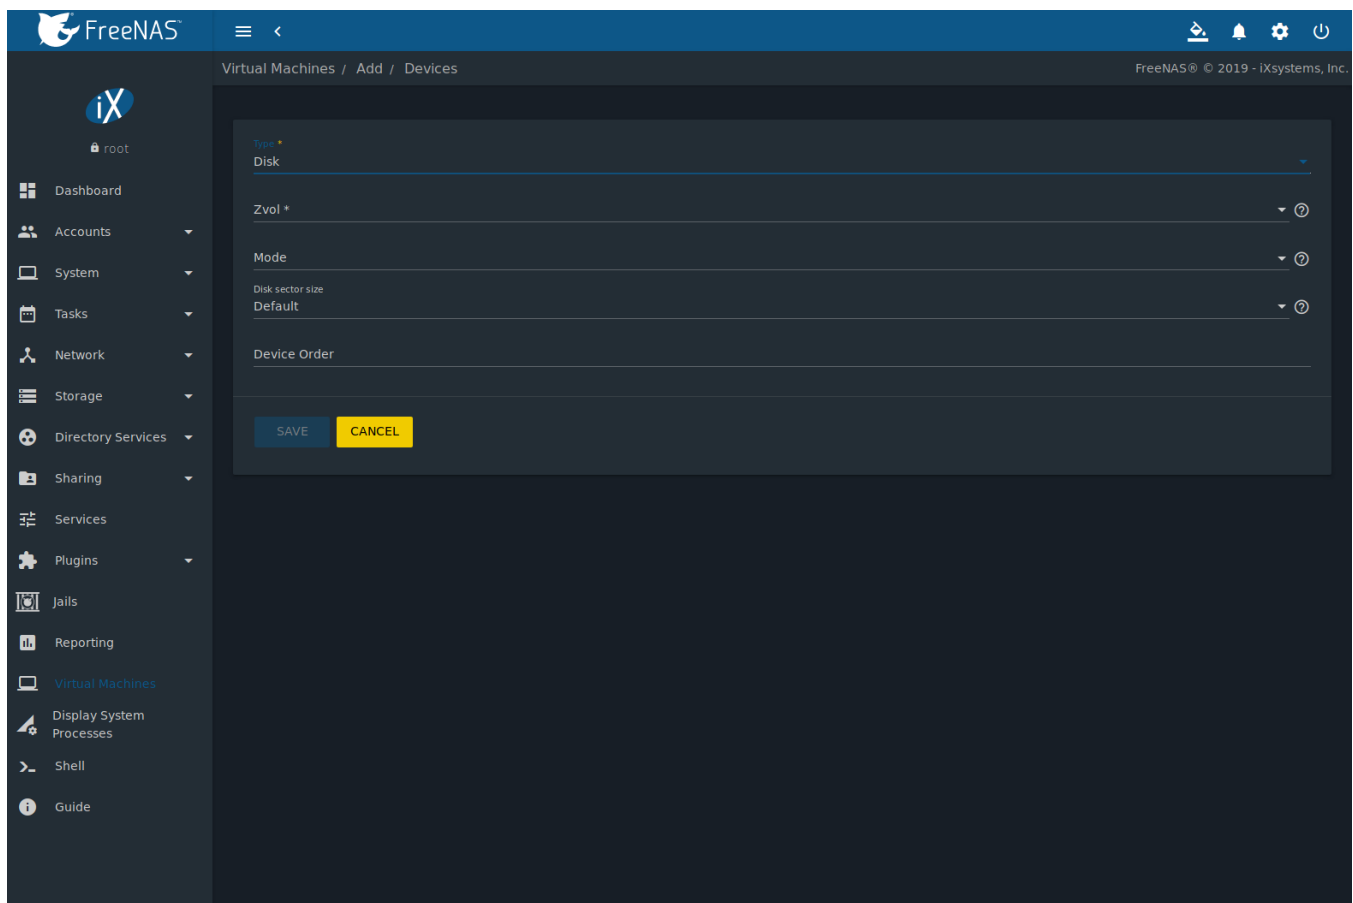 FreeNAS™
Virtual Machines / Add / Devices
FreeNAS® © 2019 - iXsystems, Inc.
iX
root
Dashboard
Accounts
System
Tasks
Network
Storage
Directory Services
Sharing
Services
Plugins
Jails
Reporting
Virtual Machines
Display System
Processes
Shell
Guide
Type *
Disk
Zvol *
Mode
Disk sector size
Default
Device Order
SAVE
CANCEL